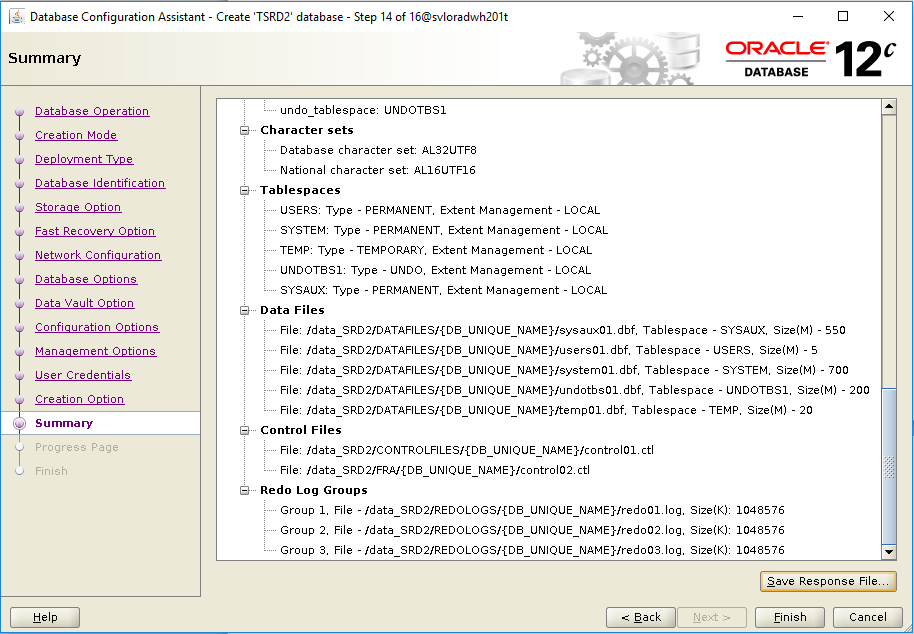 Database Configuration Assistant - Create 'TSRD2' database - Step 14 of 16@svloradwh201t
Summary
ORACLE®
DATABASE
12c
Database Operation
Creation Mode
Deployment Type
Database Identification
Storage Option
Fast Recovery Option
Network Configuration
Database Options
Data Vault Option
Configuration Options
Management Options
User Credentials
Creation Option
Summary
Progress Page
Finish
undo_tablespace: UNDOTBS1
Character sets
Database character set: AL32UTF8
National character set: AL16UTF16
Tablespaces
USERS: Type - PERMANENT, Extent Management - LOCAL
SYSTEM: Type - PERMANENT, Extent Management - LOCAL
TEMP: Type - TEMPORARY, Extent Management - LOCAL
UNDOTBS1: Type - UNDO, Extent Management - LOCAL
SYSAUX: Type - PERMANENT, Extent Management - LOCAL
Data Files
File: /data_SRD2/DATAFILES/{DB_UNIQUE_NAME}/sysaux01.dbf, Tablespace - SYSAUX, Size(M) - 550
File: /data_SRD2/DATAFILES/{DB_UNIQUE_NAME}/users01.dbf, Tablespace - USERS, Size(M) - 5
File: /data_SRD2/DATAFILES/{DB_UNIQUE_NAME}/system01.dbf, Tablespace - SYSTEM, Size(M) - 700
File: /data_SRD2/DATAFILES/{DB_UNIQUE_NAME}/undotbs01.dbf, Tablespace - UNDOTBS1, Size(M) - 200
File: /data_SRD2/DATAFILES/{DB_UNIQUE_NAME}/temp01.dbf, Tablespace - TEMP, Size(M) - 20
Control Files
File: /data_SRD2/CONTROLFILES/{DB_UNIQUE_NAME}/control01.ctl
File: /data_SRD2/FRA/{DB_UNIQUE_NAME}/control02.ctl
Redo Log Groups
Group 1, File - /data_SRD2/REDOLOGS/{DB_UNIQUE_NAME}/redo01.log, Size(K): 1048576
Group 2, File - /data_SRD2/REDOLOGS/{DB_UNIQUE_NAME}/redo02.log, Size(K): 1048576
Group 3, File - /data_SRD2/REDOLOGS/{DB_UNIQUE_NAME}/redo03.log, Size(K): 1048576
Save Response File...
Help
< Back
Next >
Finish
Cancel